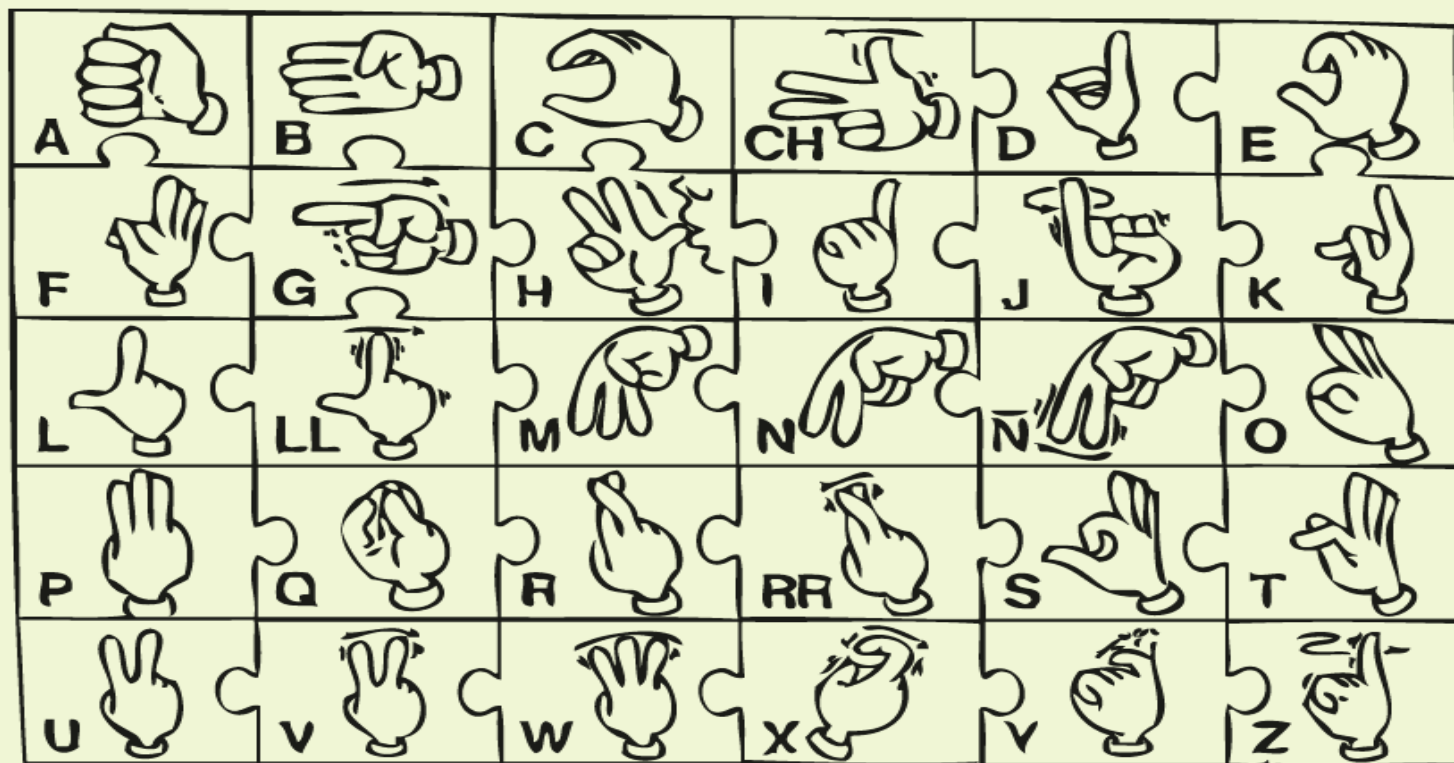 A B C CH D E
F G H I J K
L LL M N Ñ O
P Q R RR S T
U V W X Y Z